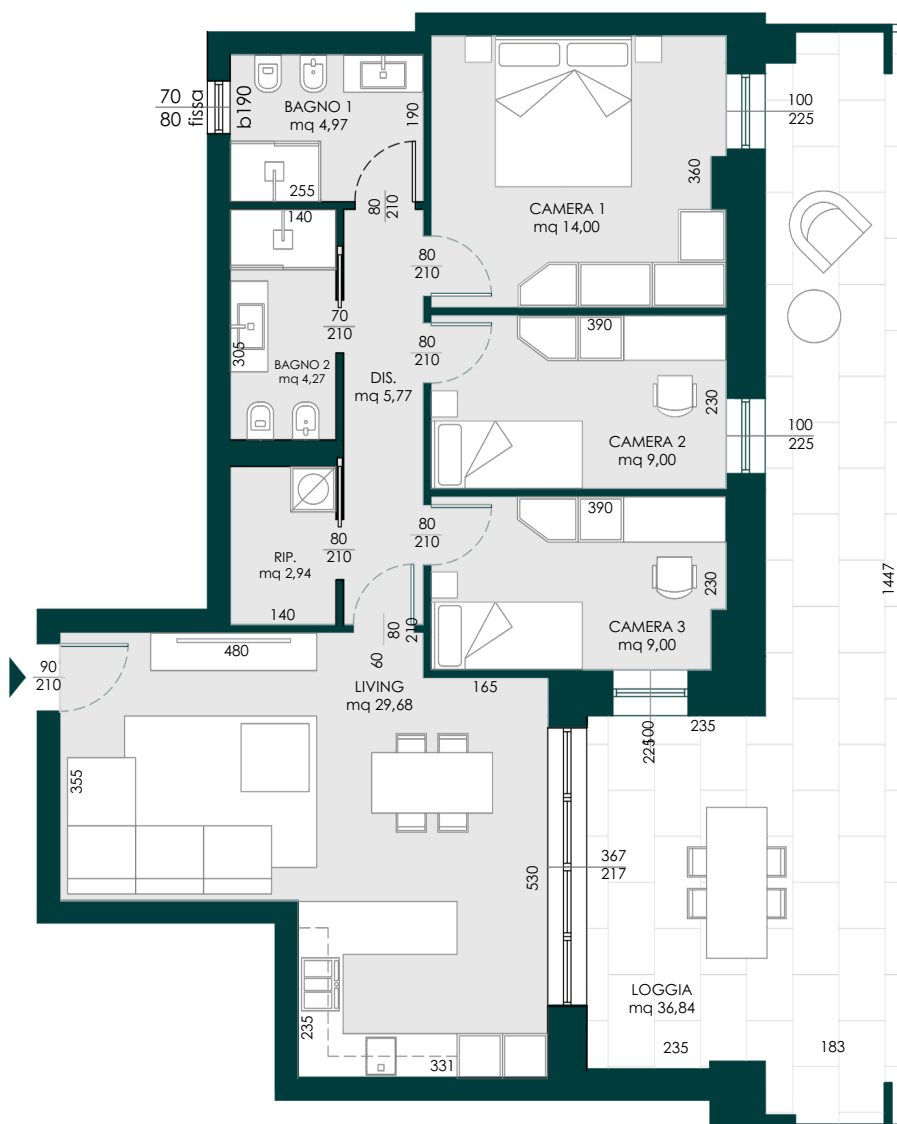 70
80
fissa
b190
BAGNO 1
mq 4,97
190
255
80
210
140
100
225
360
CAMERA 1
mq 14,00
80
210
70
210
305
BAGNO 2
mq 4,27
DIS.
mq 5,77
80
210
390
230
CAMERA 2
mq 9,00
100
225
80
210
390
230
CAMERA 3
mq 9,00
80
210
RIP.
mq 2,94
140
1447
90
210
480
80
210
60
LIVING
mq 29,68
165
100
225
235
355
530
367
217
235
331
LOGGIA
mq 36,84
235
183